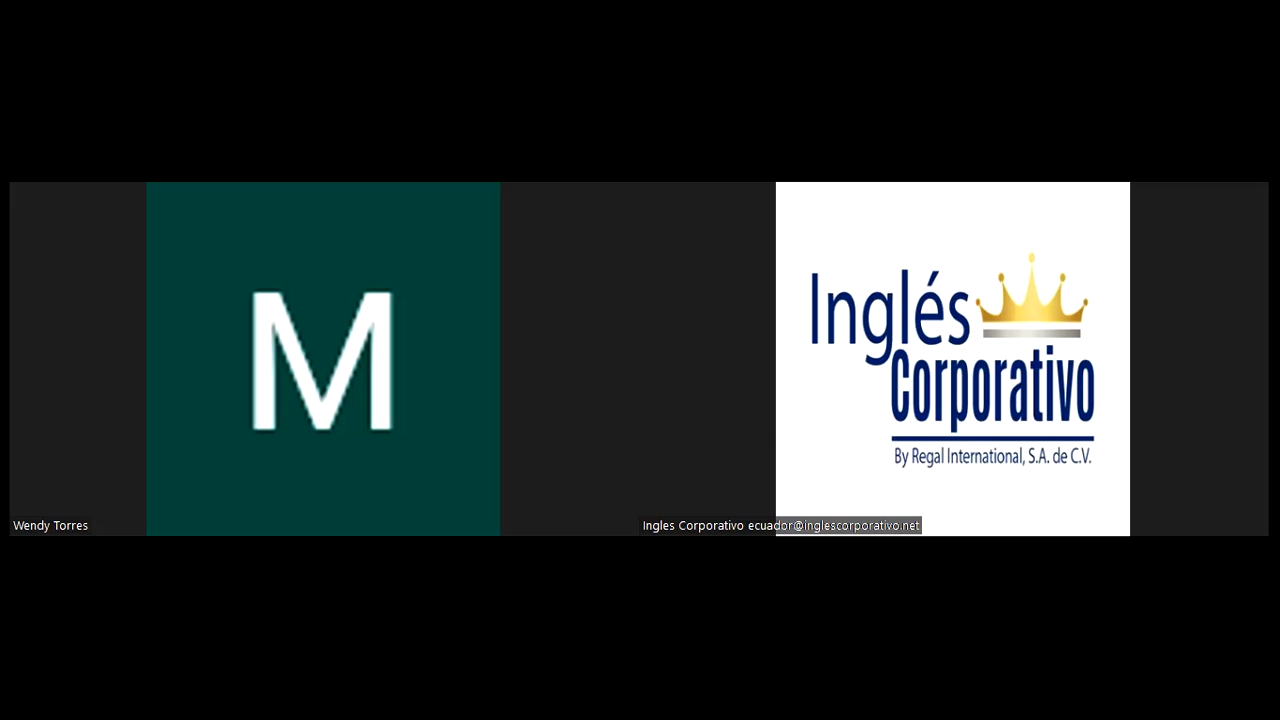 M
Wendy Torres
Inglés
Corporativo
By Regal International, S.A. de C.V.
Ingles Corporativo ecuador@inglescorporativo.net